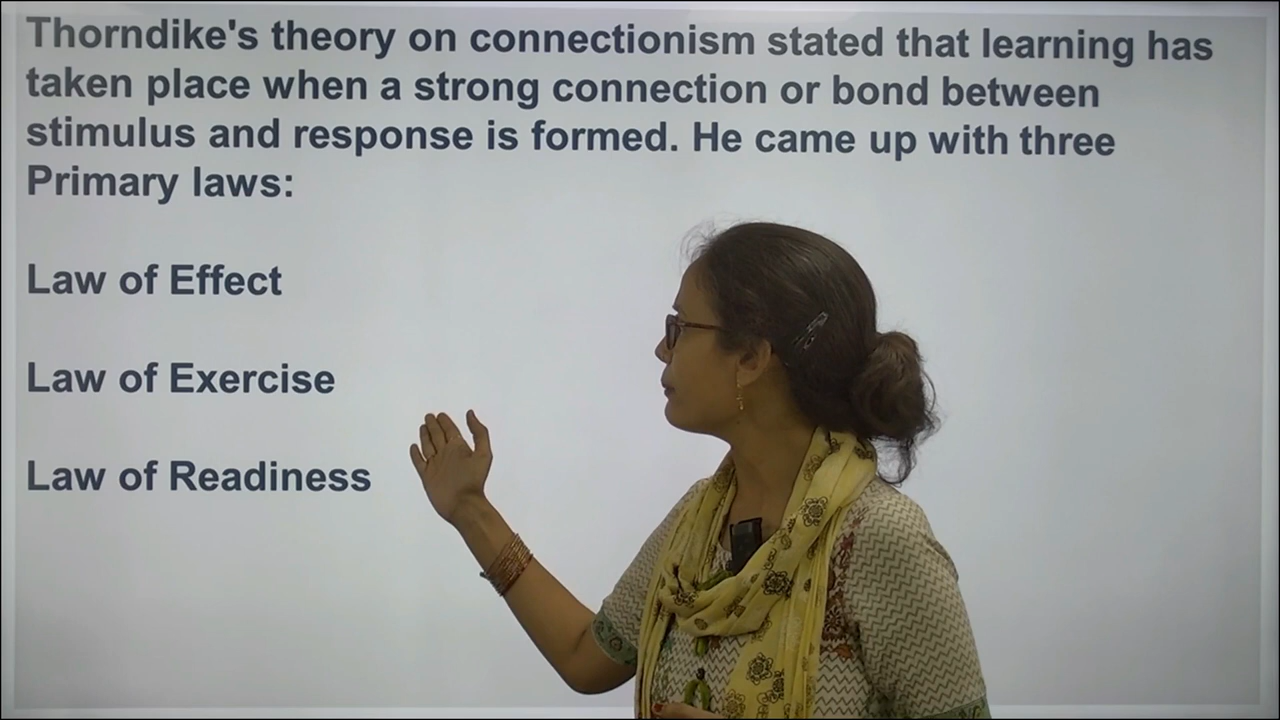 Thorndike's theory on connectionism stated that learning has
taken place when a strong connection or bond between
stimulus and response is formed. He came up with three
Primary laws:
Law of Effect
Law of Exercise
Law of Readiness